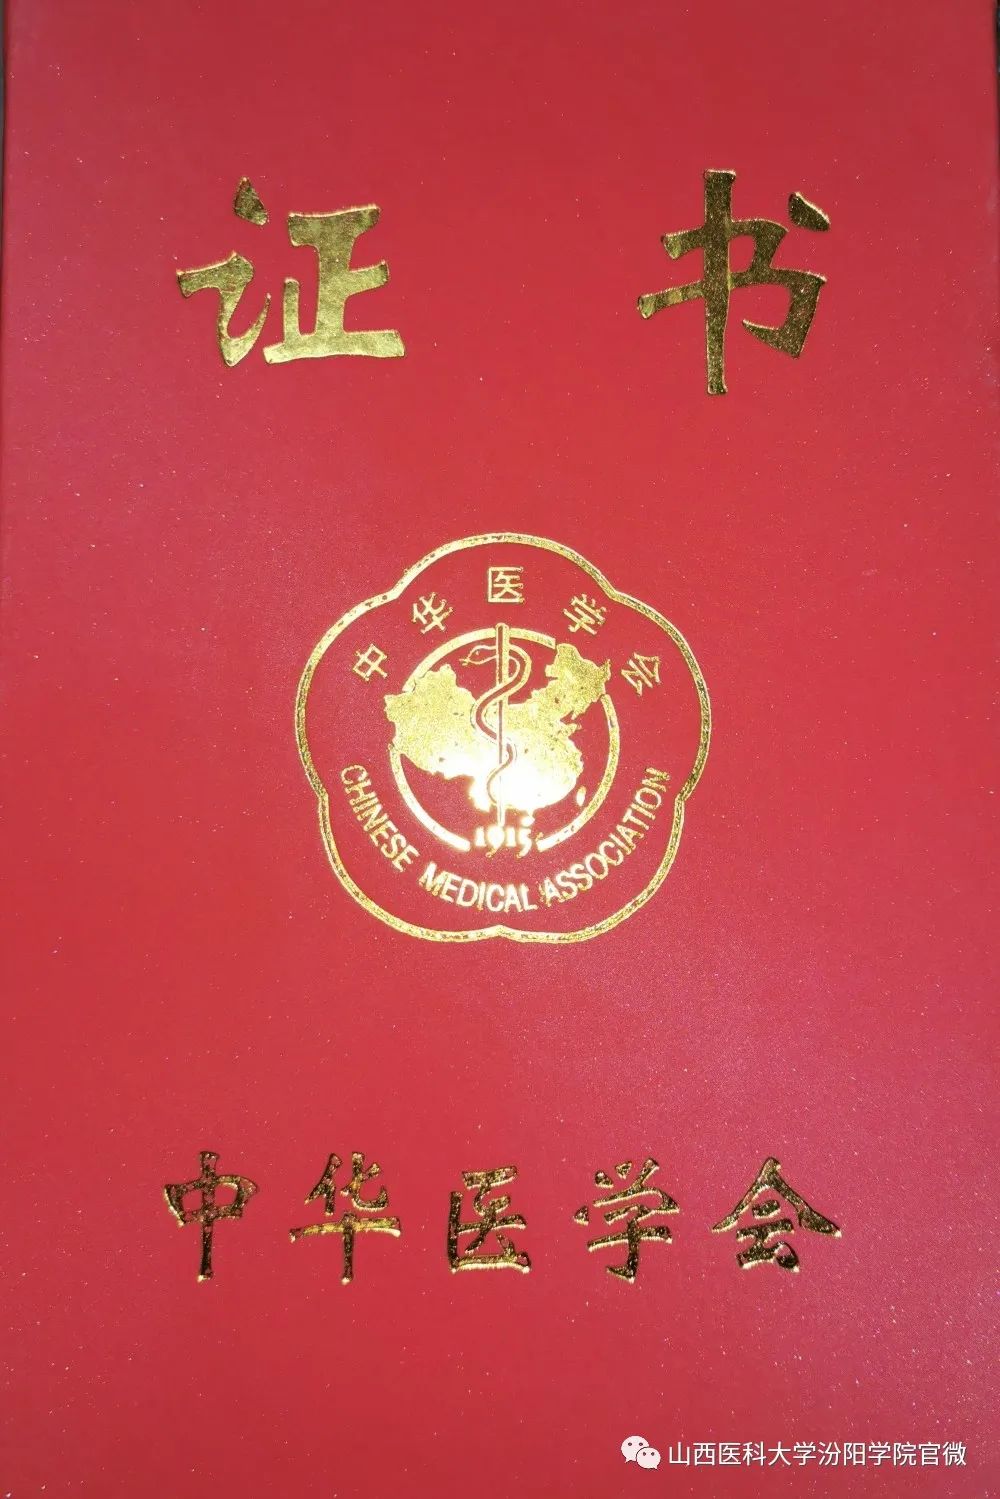 证书
中华医学会
1915
CHINESE MEDICAL ASSOCIATION
中华医学会
山西医科大学汾阳学院官微